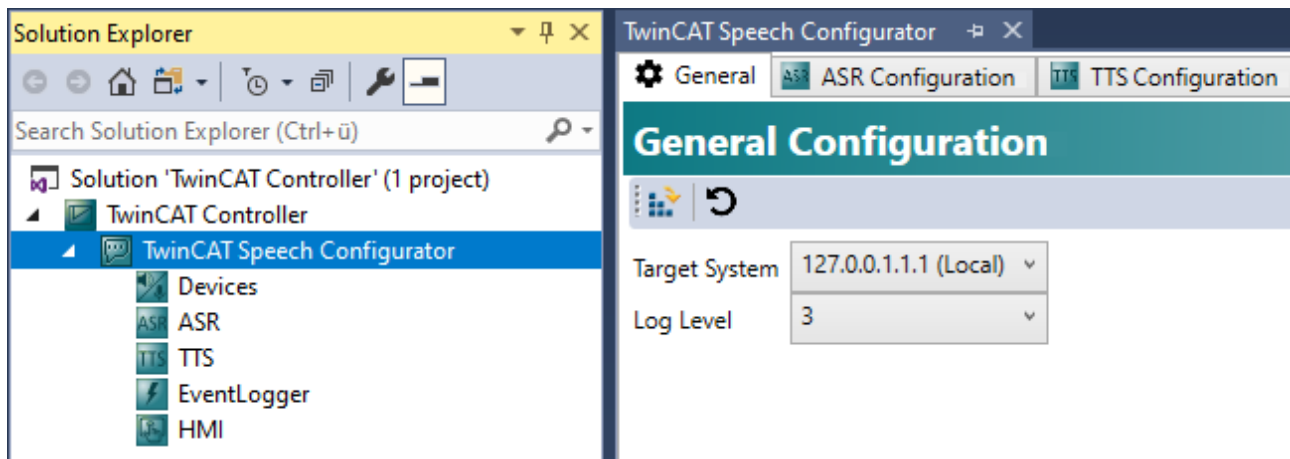 Solution Explorer
Search Solution Explorer (Ctrl+ü)
Solution 'TwinCAT Controller' (1 project)
TwinCAT Controller
TwinCAT Speech Configurator
Devices
ASR ASR
TTS TTS
EventLogger
HMI
TwinCAT Speech Configurator
General ASR ASR Configuration TTS TTS Configuration
General Configuration
Target System 127.0.0.1.1.1 (Local)
Log Level 3